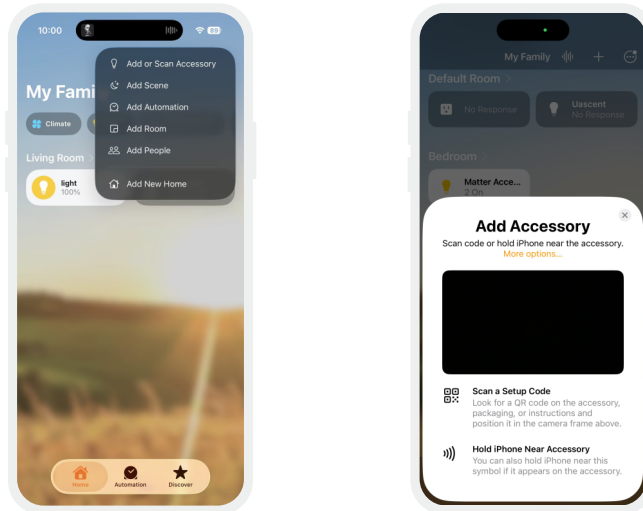 10:00
89
Add or Scan Accessory
Add Scene
My Fami
Add Automation
Climate
Add Room
Add People
Living Room >
Add New Home
light
100%
Home
Automation
Discover
My Family
Default Room >
No Response
Uascent
No Response
Bedroom >
Matter Acce...
2 On
Add Accessory
Scan code or hold iPhone near the accessory.
More options...
Scan a Setup Code
Look for a QR code on the accessory,
packaging, or instructions and
position it in the camera frame above.
Hold iPhone Near Accessory
You can also hold iPhone near this
symbol if it appears on the accessory.